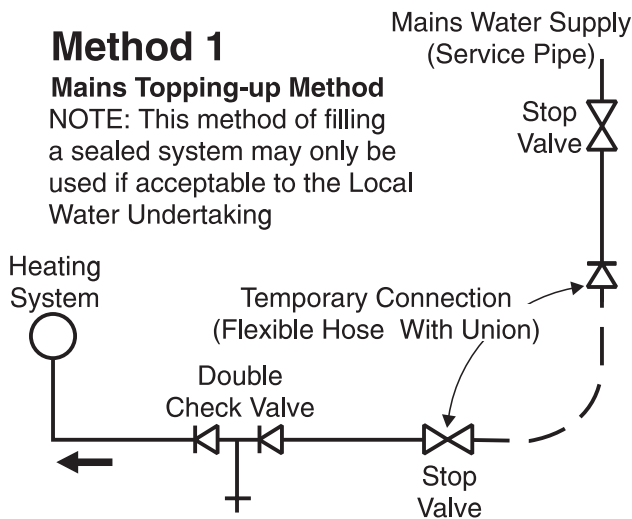 Method 1
Mains Topping-up Method
NOTE: This method of filling
a sealed system may only be
used if acceptable to the Local
Water Undertaking
Mains Water Supply
(Service Pipe)
Stop
Valve
Heating
System
Temporary Connection
(Flexible Hose With Union)
Double
Check Valve
Stop
Valve